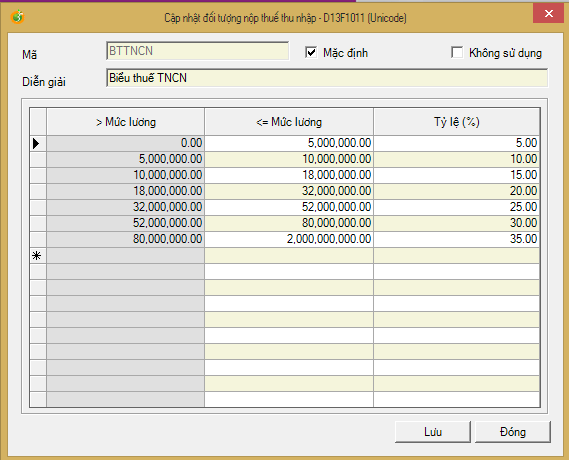 Cập nhật đối tượng nộp thuế thu nhập - D13F1011 (Unicode)
Mã BTTNCN Mặc định Không sử dụng
Diễn giải Biểu thuế TNCN
> Mức lương <= Mức lương Tỷ lệ (%)
0.00 5,000,000.00 5.00
5,000,000.00 10,000,000.00 10.00
10,000,000.00 18,000,000.00 15.00
18,000,000.00 32,000,000.00 20.00
32,000,000.00 52,000,000.00 25.00
52,000,000.00 80,000,000.00 30.00
80,000,000.00 2,000,000,000.00 35.00
Lưu Đóng